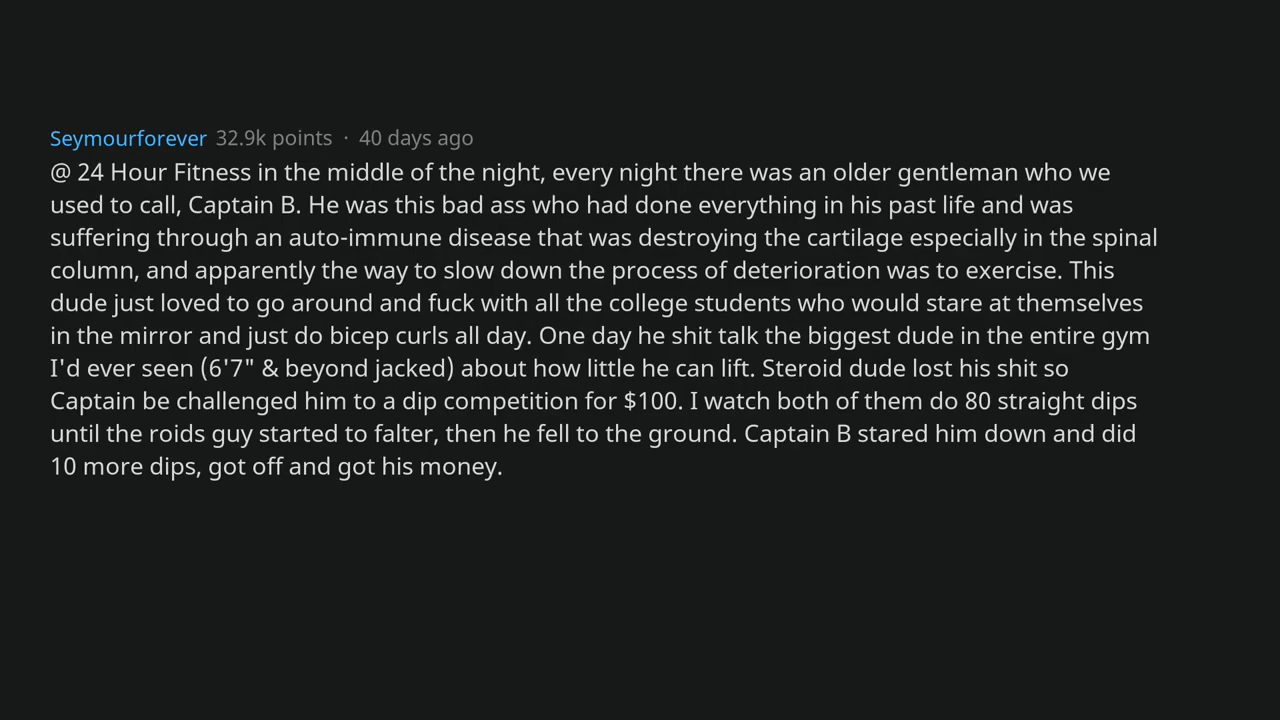 Seymourforever 32.9k points · 40 days ago
@ 24 Hour Fitness in the middle of the night, every night there was an older gentleman who we
used to call, Captain B. He was this bad ass who had done everything in his past life and was
suffering through an auto-immune disease that was destroying the cartilage especially in the spinal
column, and apparently the way to slow down the process of deterioration was to exercise. This
dude just loved to go around and fuck with all the college students who would stare at themselves
in the mirror and just do bicep curls all day. One day he shit talk the biggest dude in the entire gym
I'd ever seen (6'7" & beyond jacked) about how little he can lift. Steroid dude lost his shit so
Captain be challenged him to a dip competition for $100. I watch both of them do 80 straight dips
until the roids guy started to falter, then he fell to the ground. Captain B stared him down and did
10 more dips, got off and got his money.